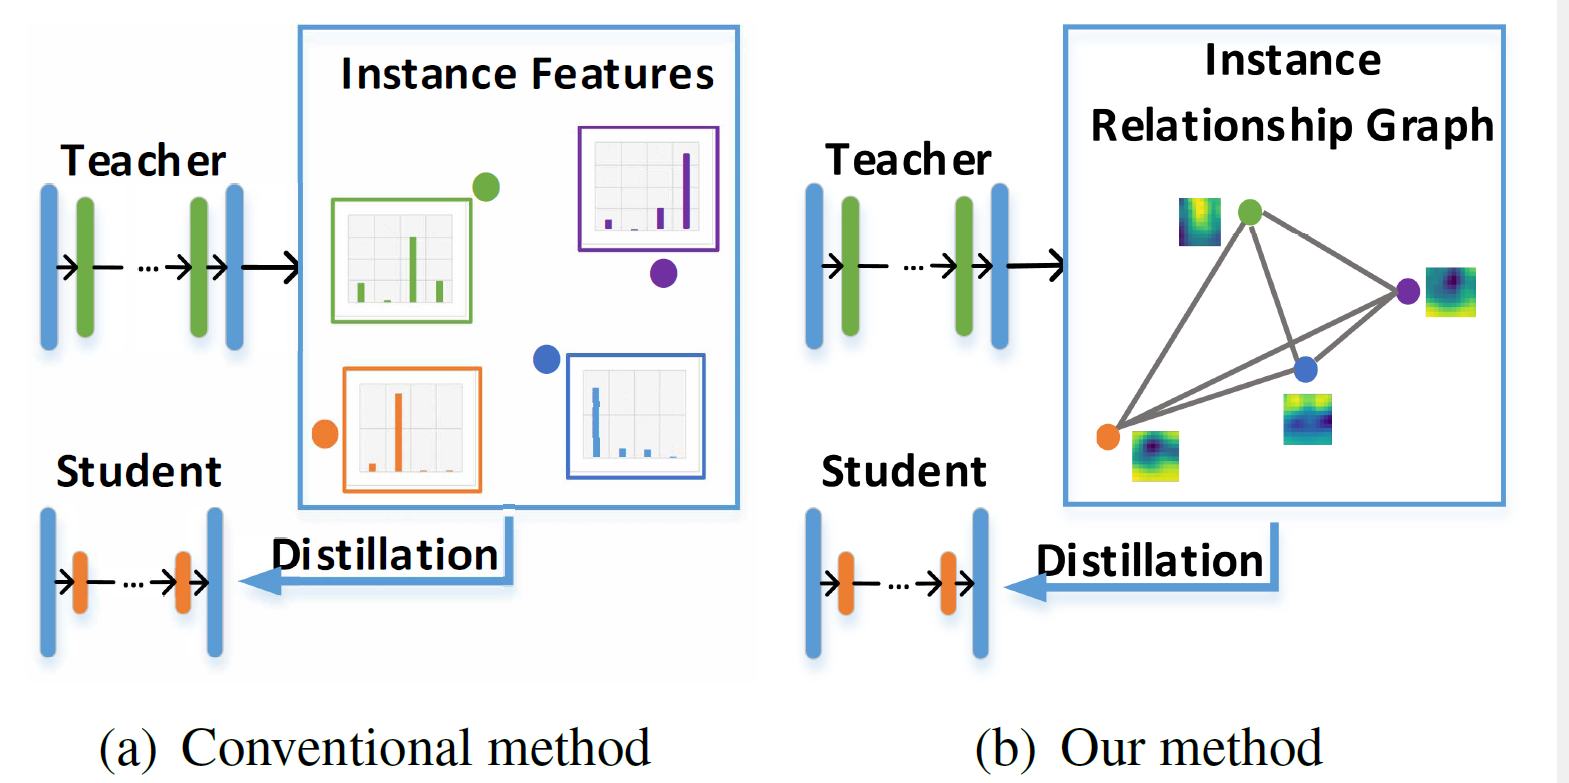 Instance Features
Teacher
...
Student
...
Distillation
(a) Conventional method
Instance
Relationship Graph
Teacher
...
Student
...
Distillation
(b) Our method